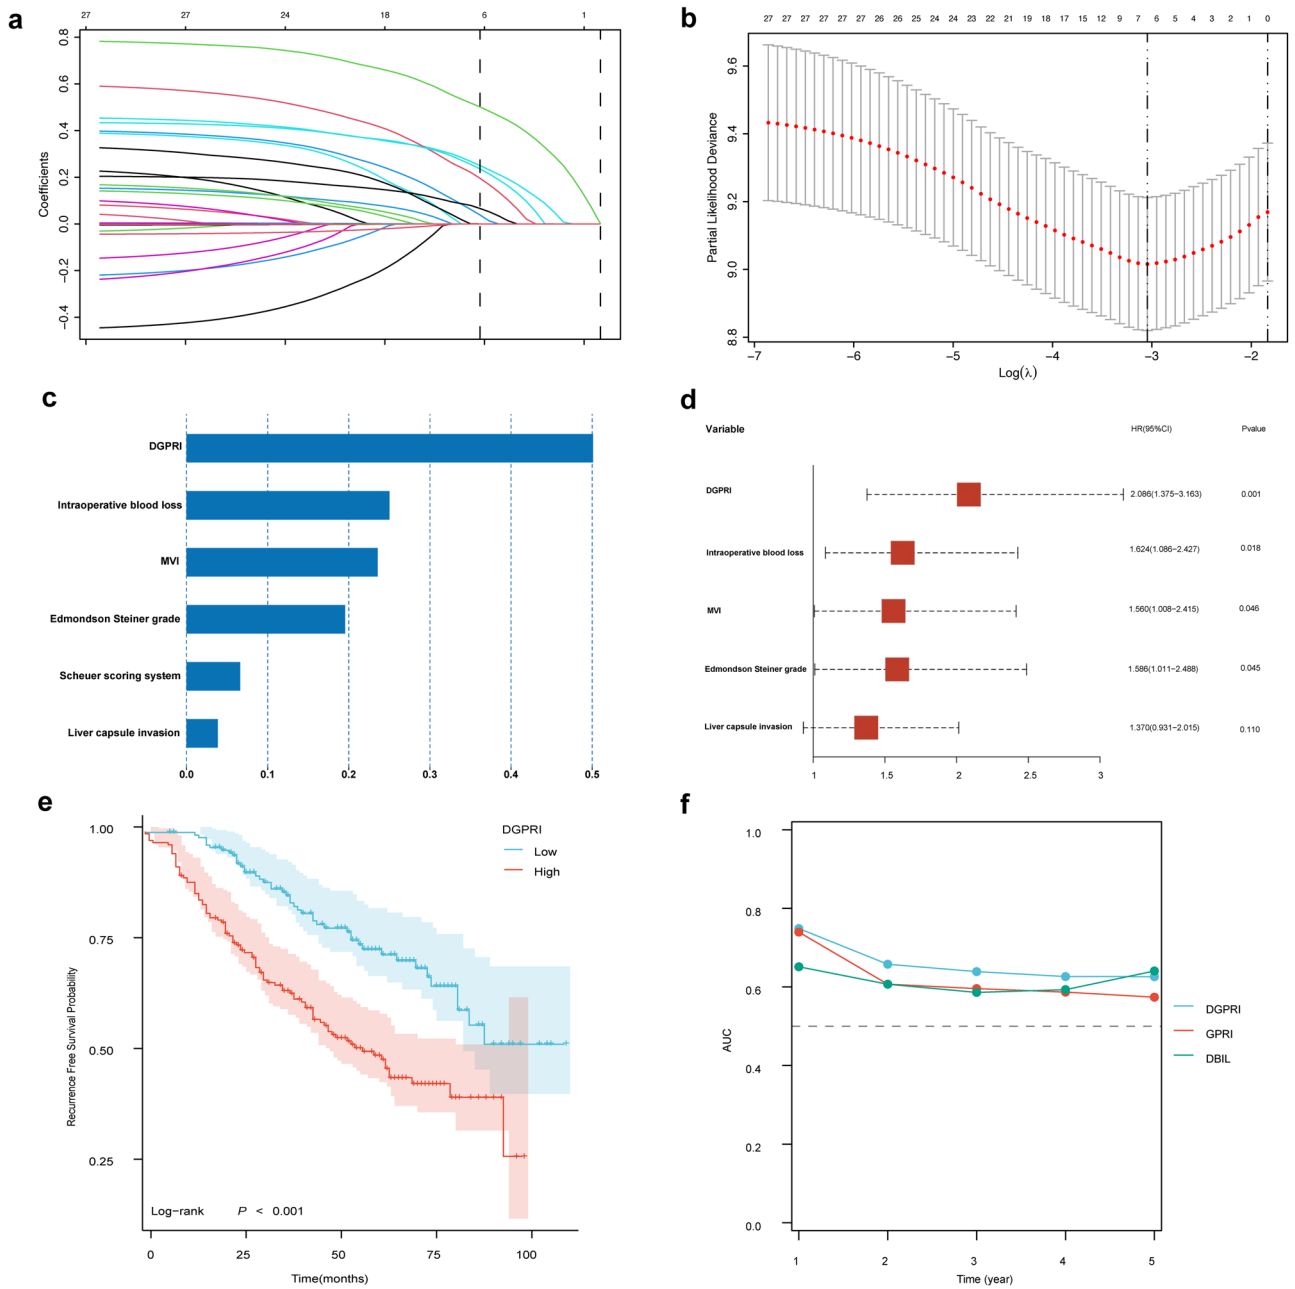 a
27 27 24 18 6 1
0.8
0.6
0.4
0.2
0.0
−0.2
−0.4
Coefficients
27 27 24 18 6 1
b
27 27 27 27 27 27 26 26 25 24 24 23 22 21 19 18 17 15 12 9 7 6 5 4 3 2 1 0
9.6
9.4
9.2
9.0
8.8
Partial Likelihood Deviance
−7 −6 −5 −4 −3 −2
Log(λ)
c
DGPRI
Intraoperative blood loss
MVI
Edmondson Steiner grade
Scheuer scoring system
Liver capsule invasion
0.0 0.1 0.2 0.3 0.4 0.5
d
Variable HR(95%CI) Pvalue
DGPRI 2.086(1.375−3.163) 0.001
Intraoperative blood loss 1.624(1.086−2.427) 0.018
MVI 1.560(1.008−2.415) 0.046
Edmondson Steiner grade 1.586(1.011−2.488) 0.045
Liver capsule invasion 1.370(0.931−2.015) 0.110
1 1.5 2 2.5 3
e
1.00
0.75
0.50
0.25
Recurrence Free Survival Probability
DGPRI
Low
High
Log−rank P < 0.001
0 25 50 75 100
Time(months)
f
1.0
0.8
0.6
0.4
0.2
0.0
AUC
1 2 3 4 5
Time (year)
DGPRI
GPRI
DBIL